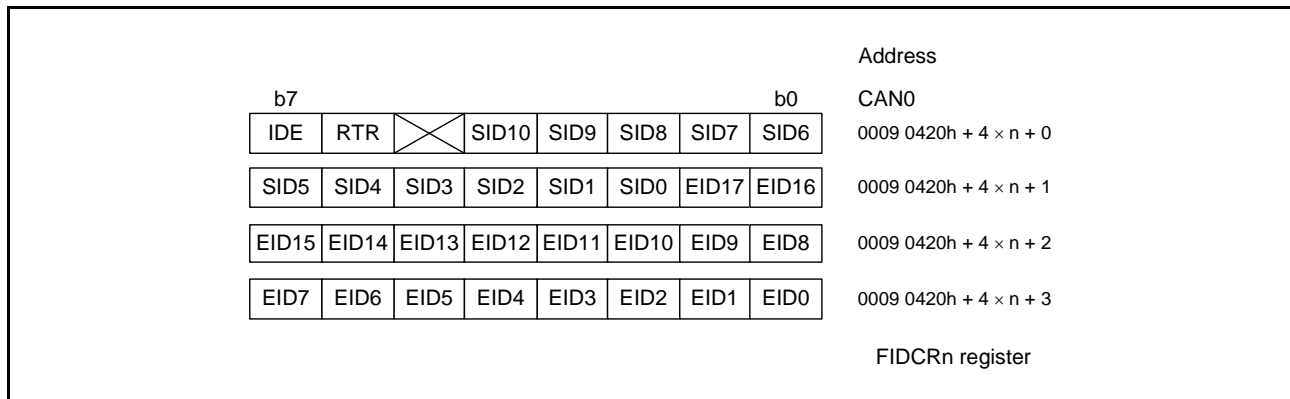 Address
b7 b0 CAN0
IDE RTR SID10 SID9 SID8 SID7 SID6 0009 0420h + 4 × n + 0
SID5 SID4 SID3 SID2 SID1 SID0 EID17 EID16 0009 0420h + 4 × n + 1
EID15 EID14 EID13 EID12 EID11 EID10 EID9 EID8 0009 0420h + 4 × n + 2
EID7 EID6 EID5 EID4 EID3 EID2 EID1 EID0 0009 0420h + 4 × n + 3
FIDCRn register